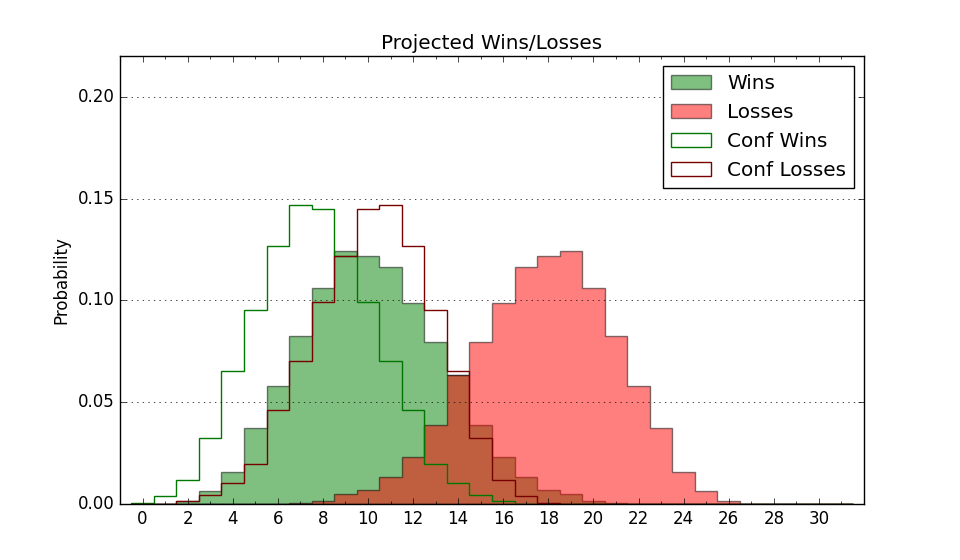 Projected Wins/Losses
Wins
Losses
Conf Wins
Conf Losses
Probability
0.20
0.15
0.10
0.05
0.00
0 2 4 6 8 10 12 14 16 18 20 22 24 26 28 30